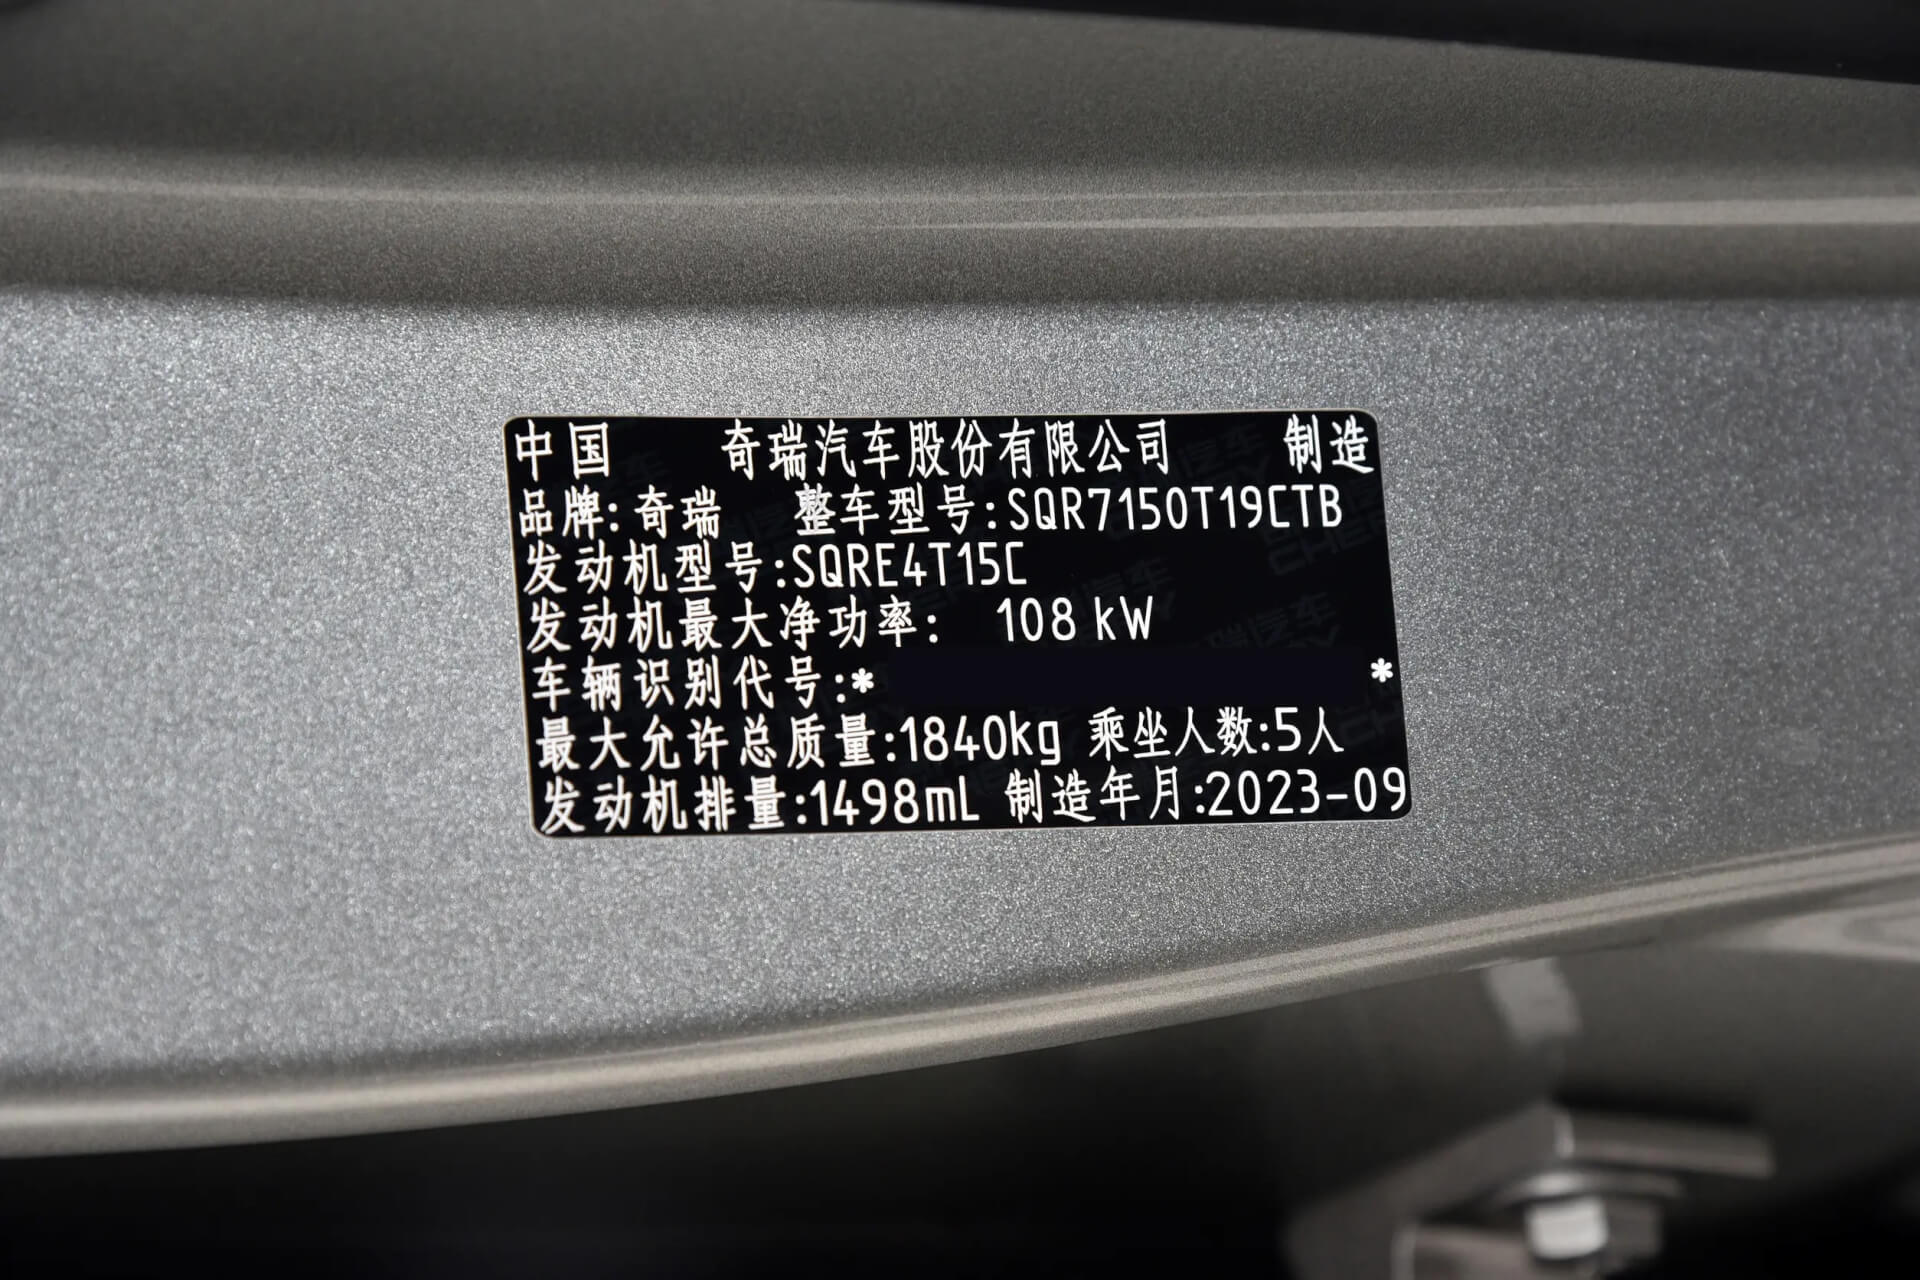 中国 奇瑞汽车股份有限公司 制造
品牌:奇瑞 整车型号:SQR7150T19CTB
发动机型号:SQRE4T15C
发动机最大净功率: 108 kW
车辆识别代号:* *
最大允许总质量:1840kg 乘坐人数:5人
发动机排量:1498mL 制造年月:2023-09